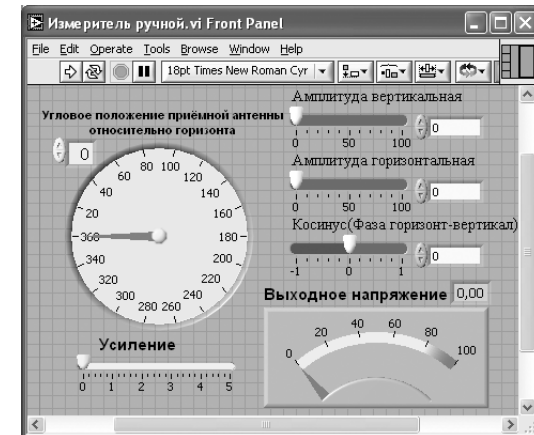 Измеритель ручной.vi Front Panel
File Edit Operate Tools Browse Window Help
18pt Times New Roman Cyr
Амплитуда вертикальная
0
0 50 100
Угловое положение приёмной антенны
относительно горизонта
0
Амплитуда горизонтальная
0
0 50 100
Косинус(Фаза горизонт-вертикал)
0
-1 0 1
20 40 60 80 100 120 140 160 180 200 220 240 260 280 300 320 340 360
Выходное напряжение 0,00
0 20 40 60 80 100
Усиление
0 1 2 3 4 5